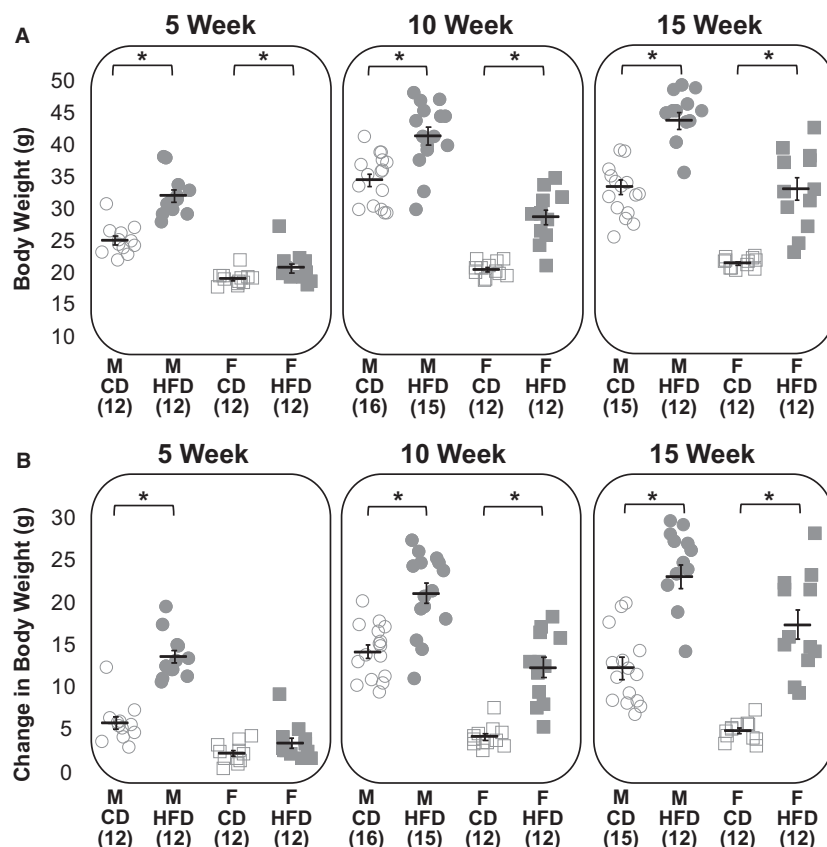 A
5 Week
10 Week
15 Week
* * * * * *
Body Weight (g)
50
45
40
35
30
25
20
15
10
M M F F M M F F M M F F
CD HFD CD HFD CD HFD CD HFD CD HFD CD HFD
(12) (12) (12) (12) (16) (15) (12) (12) (15) (12) (12) (12)
B
5 Week
10 Week
15 Week
* * * * *
Change in Body Weight (g)
30
25
20
15
10
5
0
M M F F M M F F M M F F
CD HFD CD HFD CD HFD CD HFD CD HFD CD HFD
(12) (12) (12) (12) (16) (15) (12) (12) (15) (12) (12) (12)